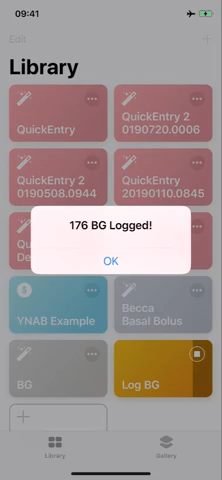 09:41
Edit
Library
QuickEntry
QuickEntry 2
0190720.0006
QuickEntry 2
0190508.0944
QuickEntry
20190110.0845
176 BG Logged!
OK
YNAB Example
Becca
Basal Bolus
BG
Log BG
Library
Gallery